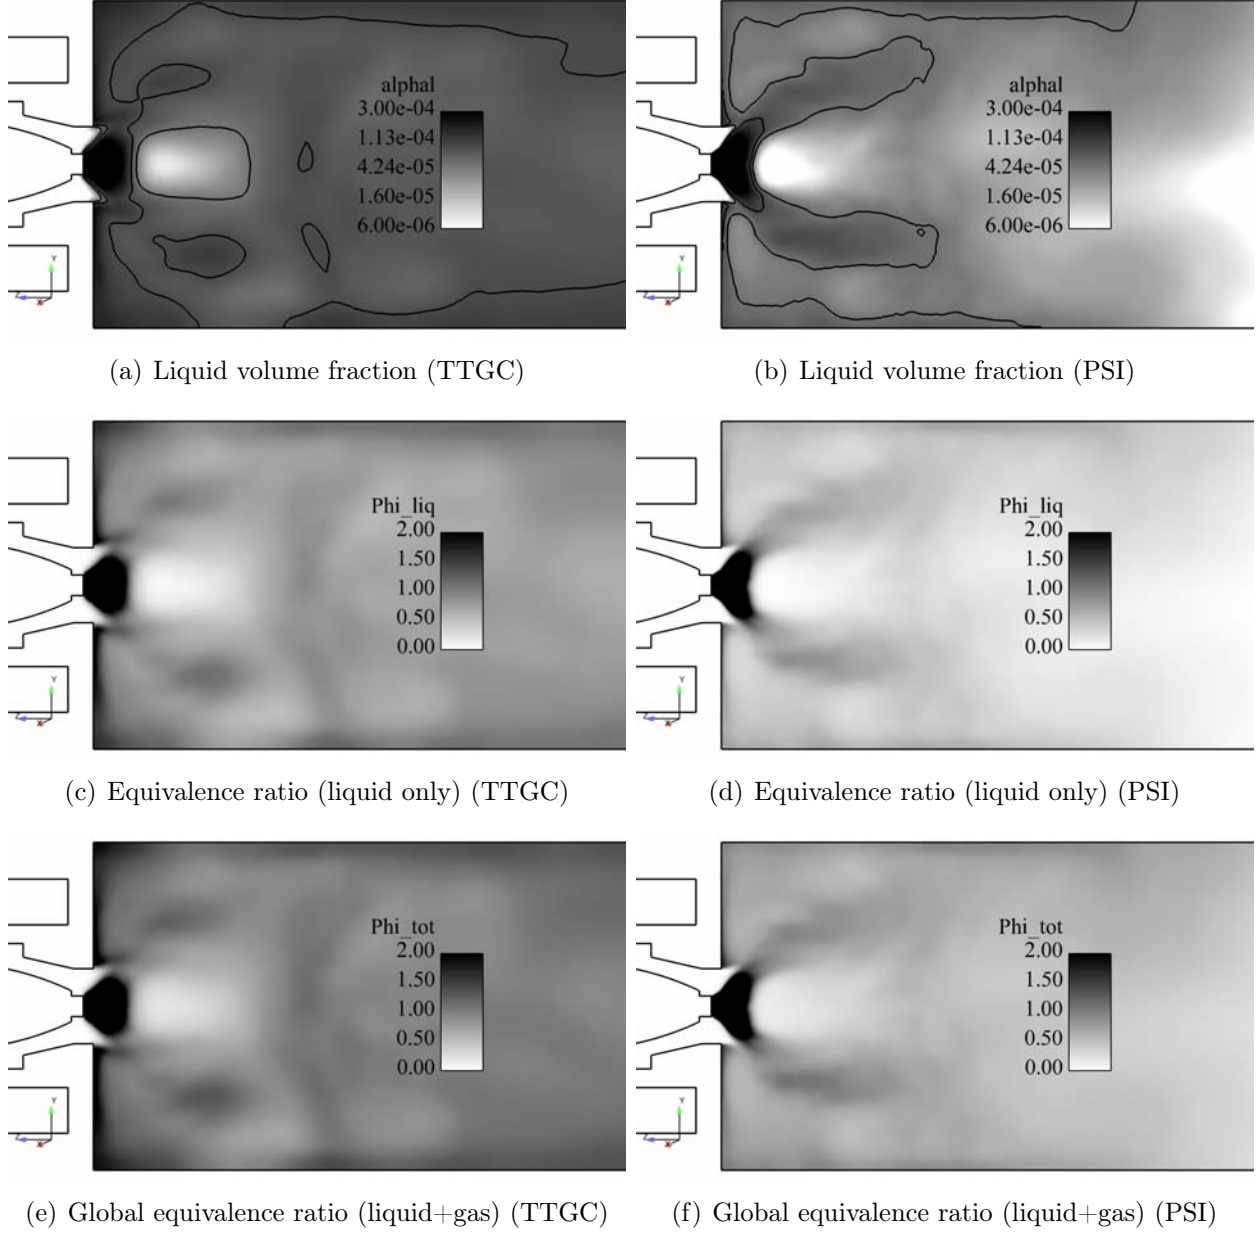 alphal
3.00e-04
1.13e-04
4.24e-05
1.60e-05
6.00e-06
Y
Z
X
(a) Liquid volume fraction (TTGC)
alphal
3.00e-04
1.13e-04
4.24e-05
1.60e-05
6.00e-06
Y
Z
X
(b) Liquid volume fraction (PSI)
Phi_liq
2.00
1.50
1.00
0.50
0.00
Y
Z
X
(c) Equivalence ratio (liquid only) (TTGC)
Phi_liq
2.00
1.50
1.00
0.50
0.00
Y
Z
X
(d) Equivalence ratio (liquid only) (PSI)
Phi_tot
2.00
1.50
1.00
0.50
0.00
Y
Z
X
(e) Global equivalence ratio (liquid+gas) (TTGC)
Phi_tot
2.00
1.50
1.00
0.50
0.00
Y
Z
X
(f) Global equivalence ratio (liquid+gas) (PSI)